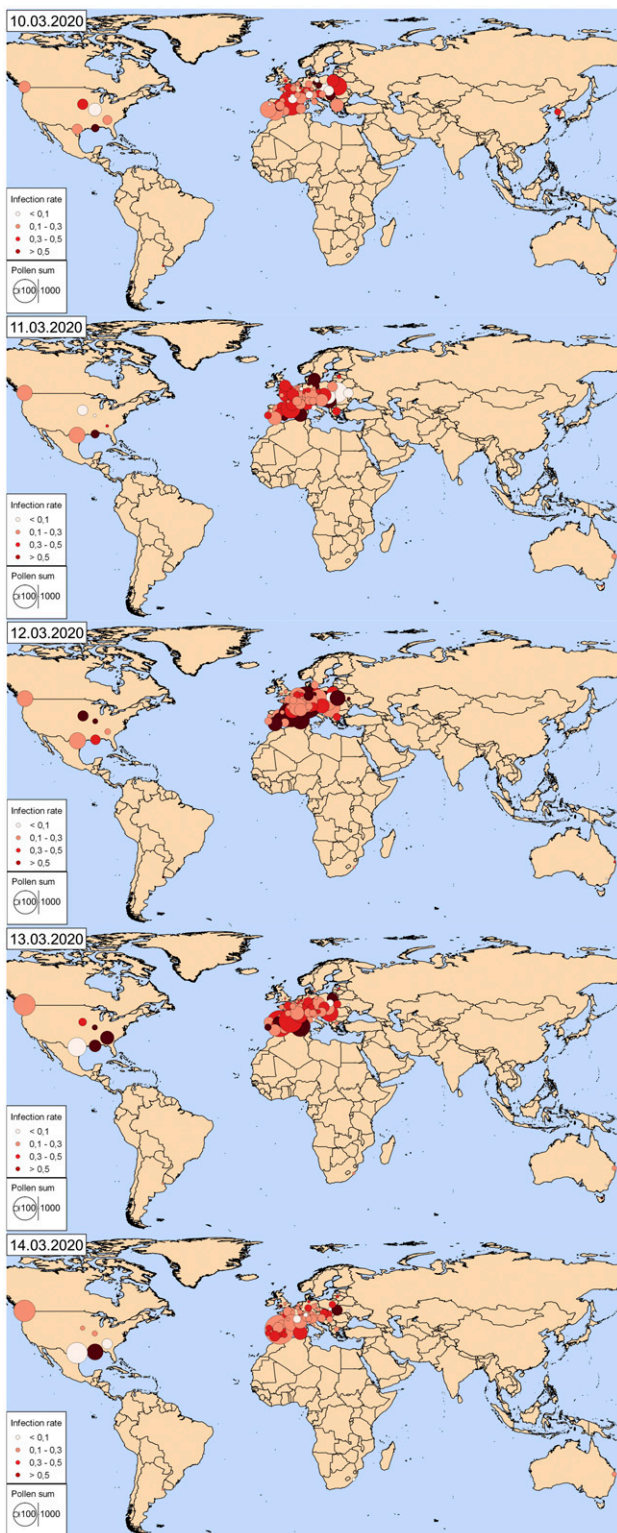 10.03.2020
Infection rate
< 0,1
0,1 - 0,3
0,3 - 0,5
> 0,5
Pollen sum
100 1000
11.03.2020
Infection rate
< 0,1
0,1 - 0,3
0,3 - 0,5
> 0,5
Pollen sum
100 1000
12.03.2020
Infection rate
< 0,1
0,1 - 0,3
0,3 - 0,5
> 0,5
Pollen sum
100 1000
13.03.2020
Infection rate
< 0,1
0,1 - 0,3
0,3 - 0,5
> 0,5
Pollen sum
100 1000
14.03.2020
Infection rate
< 0,1
0,1 - 0,3
0,3 - 0,5
> 0,5
Pollen sum
100 1000